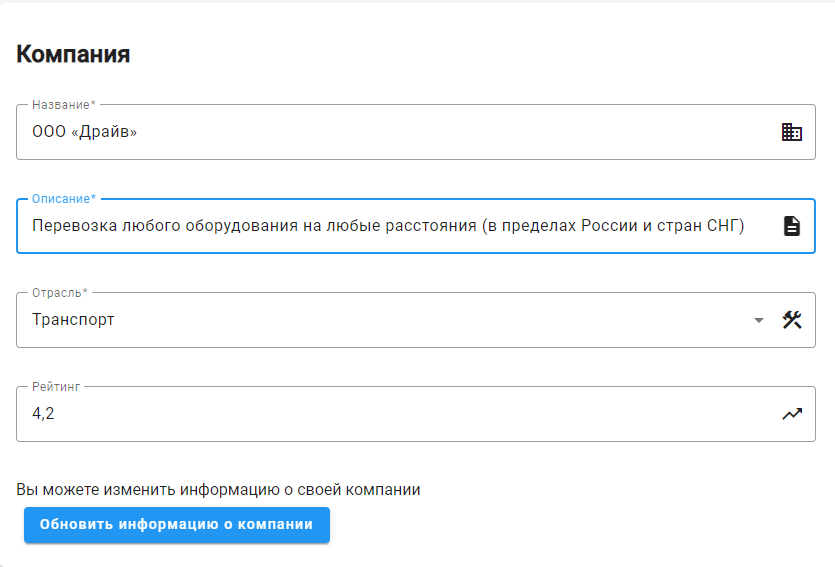 Компания
Название*
ООО «Драйв»
Описание*
Перевозка любого оборудования на любые расстояния (в пределах России и стран СНГ)
Отрасль*
Транспорт
Рейтинг
4,2
Вы можете изменить информацию о своей компании
Обновить информацию о компании